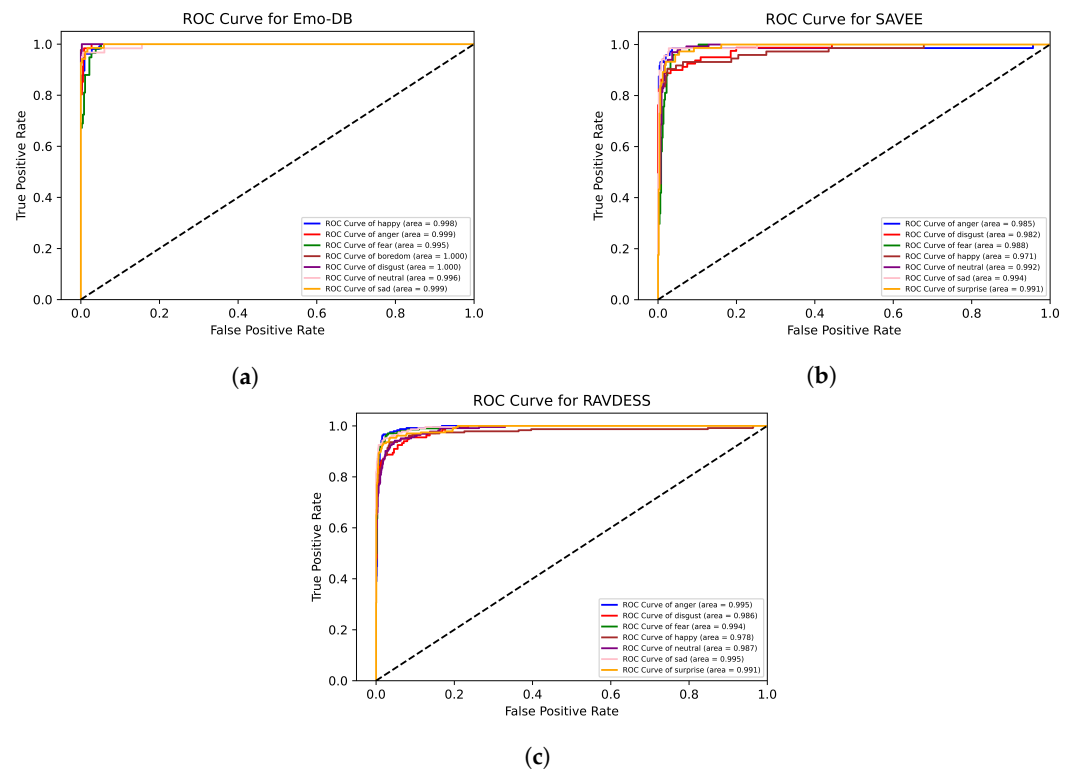 ROC Curve for Emo-DB
True Positive Rate
1.0
0.8
0.6
0.4
0.2
0.0
ROC Curve of happy (area = 0.998)
ROC Curve of anger (area = 0.999)
ROC Curve of fear (area = 0.995)
ROC Curve of boredom (area = 1.000)
ROC Curve of disgust (area = 1.000)
ROC Curve of neutral (area = 0.996)
ROC Curve of sad (area = 0.999)
0.0 0.2 0.4 0.6 0.8 1.0
False Positive Rate
(a)
ROC Curve for SAVEE
True Positive Rate
1.0
0.8
0.6
0.4
0.2
0.0
ROC Curve of anger (area = 0.985)
ROC Curve of disgust (area = 0.982)
ROC Curve of fear (area = 0.988)
ROC Curve of happy (area = 0.971)
ROC Curve of neutral (area = 0.992)
ROC Curve of sad (area = 0.994)
ROC Curve of surprise (area = 0.991)
0.0 0.2 0.4 0.6 0.8 1.0
False Positive Rate
(b)
ROC Curve for RAVDESS
True Positive Rate
1.0
0.8
0.6
0.4
0.2
0.0
ROC Curve of anger (area = 0.995)
ROC Curve of disgust (area = 0.986)
ROC Curve of fear (area = 0.994)
ROC Curve of happy (area = 0.978)
ROC Curve of neutral (area = 0.987)
ROC Curve of sad (area = 0.995)
ROC Curve of surprise (area = 0.991)
0.0 0.2 0.4 0.6 0.8 1.0
False Positive Rate
(c)